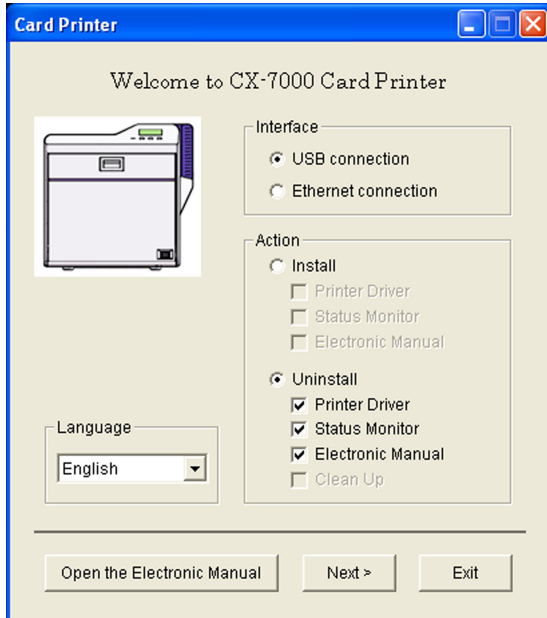 Card Printer
Welcome to CX-7000 Card Printer
Interface
USB connection
Ethernet connection
Action
Install
Printer Driver
Status Monitor
Electronic Manual
Uninstall
Printer Driver
Status Monitor
Electronic Manual
Clean Up
Language
English
Open the Electronic Manual
Next >
Exit